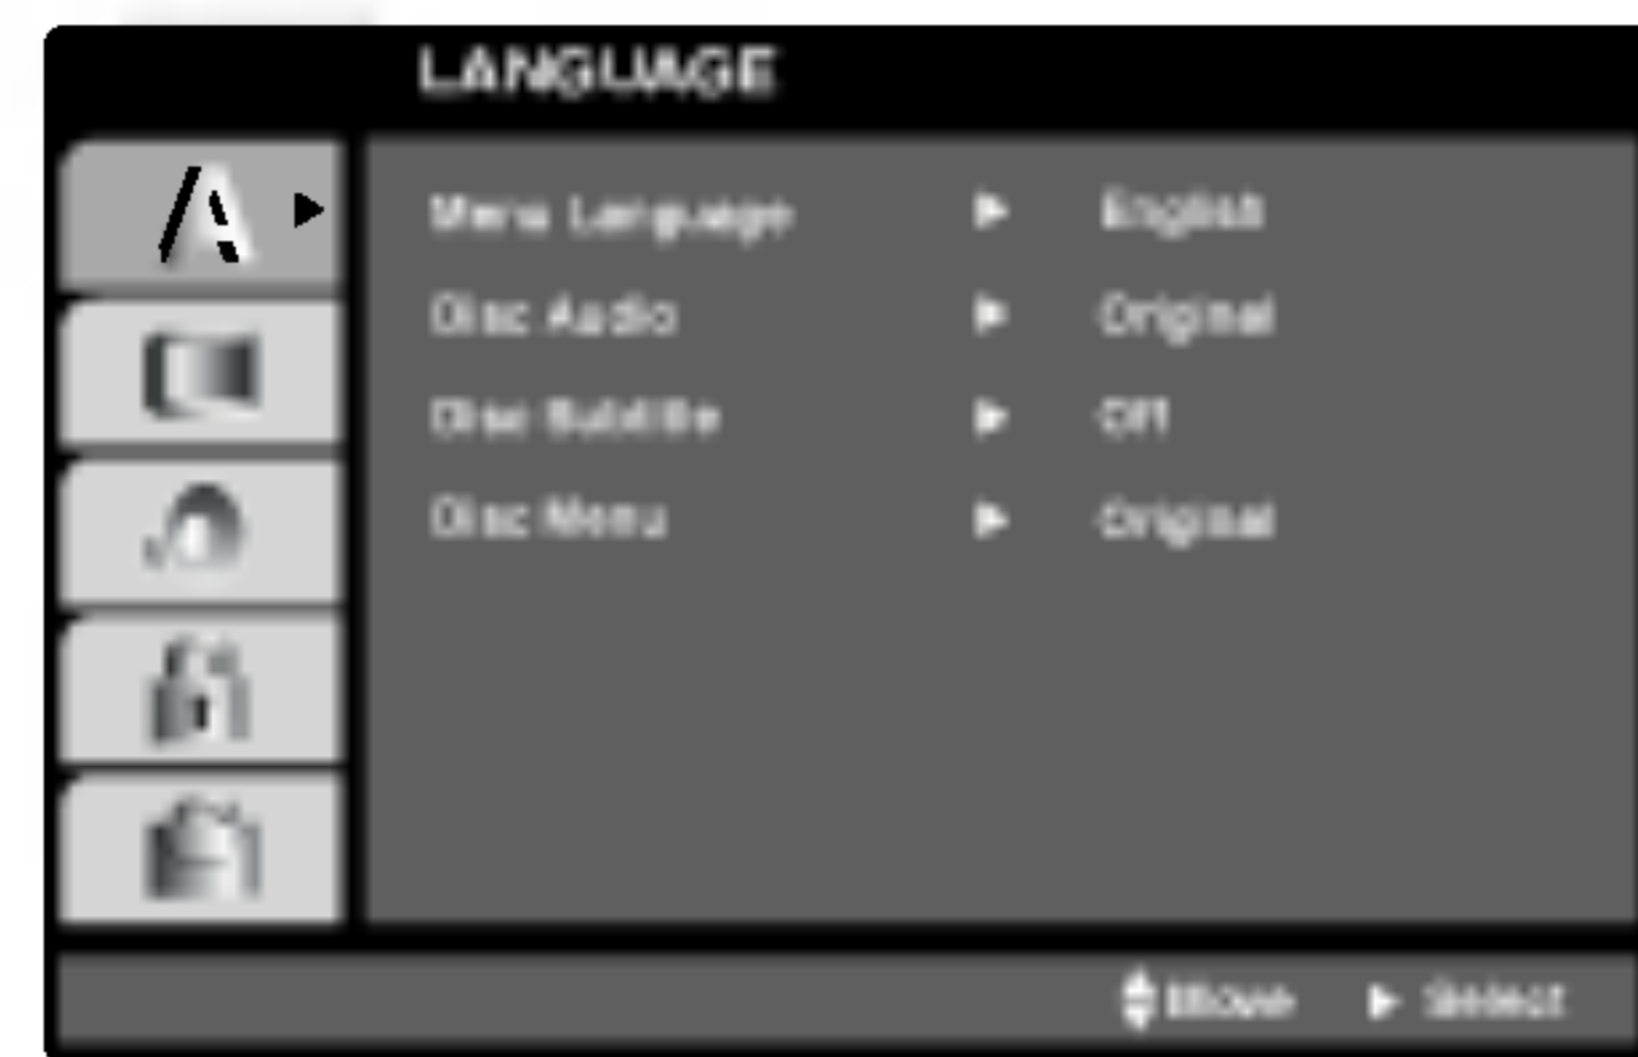 LANGUAGE
Menu Language ► English
Disc Audio ► Original
Disc Subtitle ► Off
Disc Menu ► Original
Move ► Select